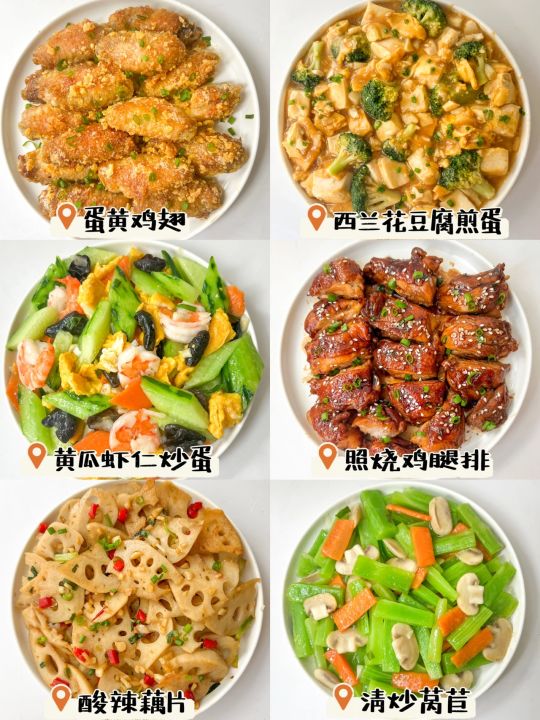 蛋黄鸡翅
西兰花豆腐煎蛋
黄瓜虾仁炒蛋
照烧鸡腿排
酸辣藕片
清炒莴苣